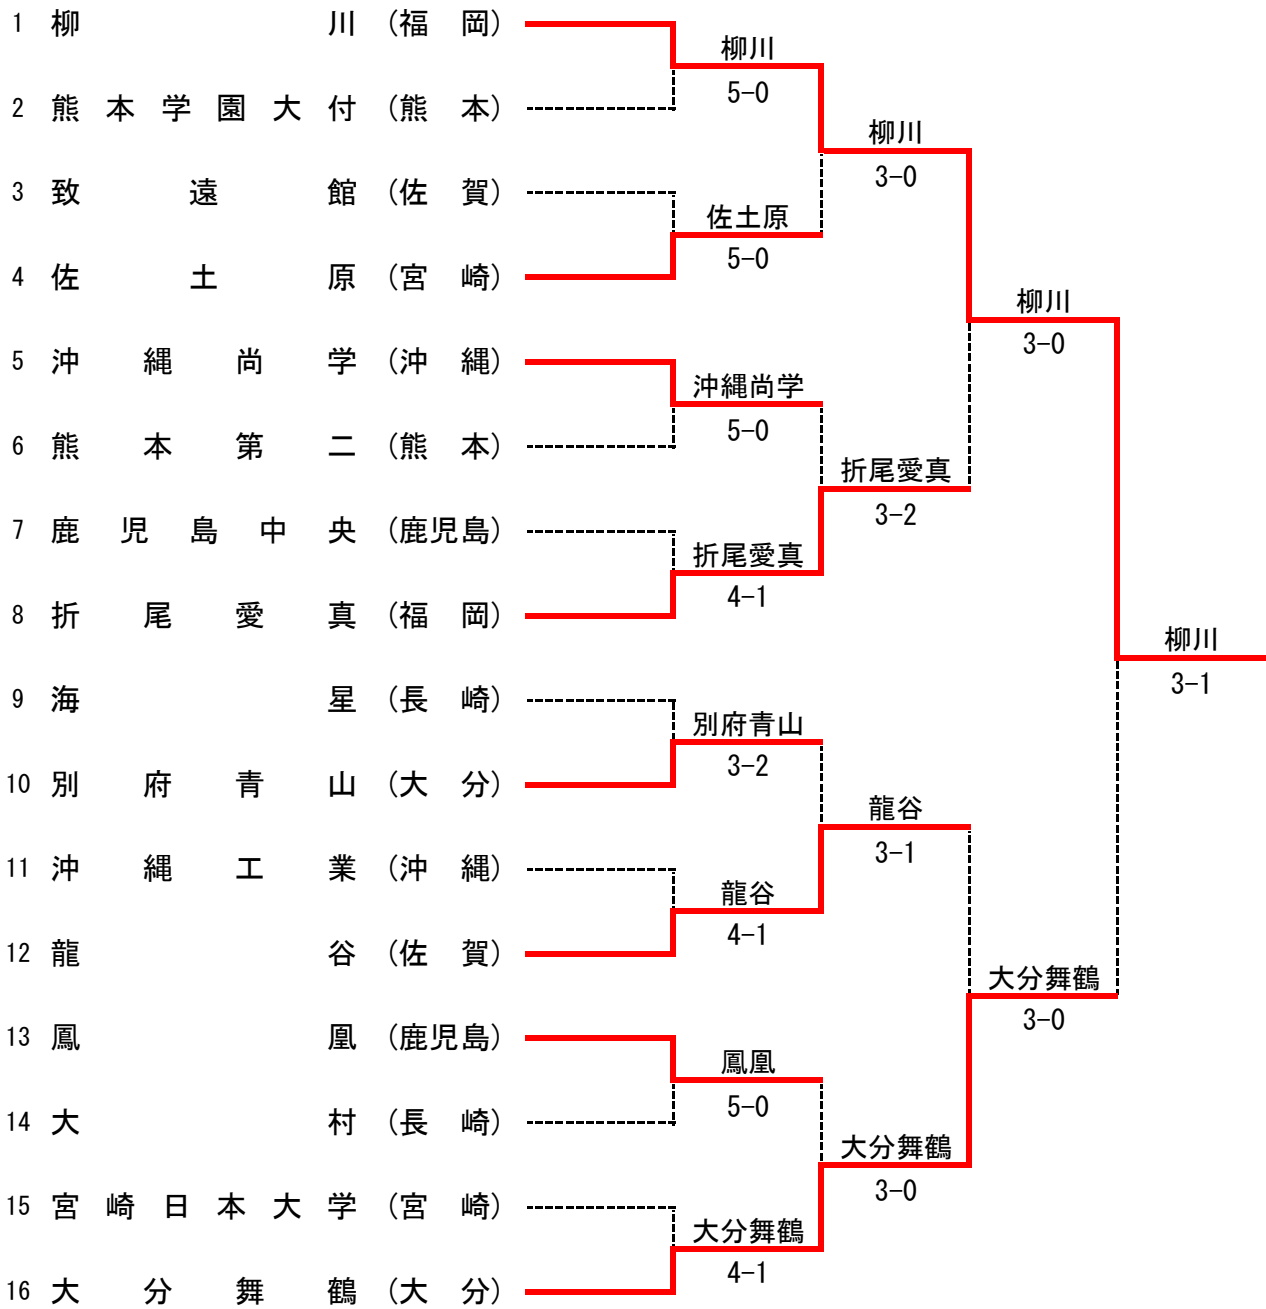 1 柳川 (福岡)
柳川
5-0
2 熊本学園大付 (熊本)
柳川
3-0
3 致遠館 (佐賀)
佐土原
5-0
4 佐土原 (宮崎)
柳川
3-0
5 沖縄尚学 (沖縄)
沖縄尚学
5-0
6 熊本第二 (熊本)
折尾愛真
3-2
7 鹿児島中央 (鹿児島)
折尾愛真
4-1
8 折尾愛真 (福岡)
柳川
3-1
9 海星 (長崎)
別府青山
3-2
10 別府青山 (大分)
龍谷
3-1
11 沖縄工業 (沖縄)
龍谷
4-1
12 龍谷 (佐賀)
大分舞鶴
3-0
13 鳳凰 (鹿児島)
鳳凰
5-0
14 大村 (長崎)
大分舞鶴
3-0
15 宮崎日本大学 (宮崎)
大分舞鶴
4-1
16 大分舞鶴 (大分)